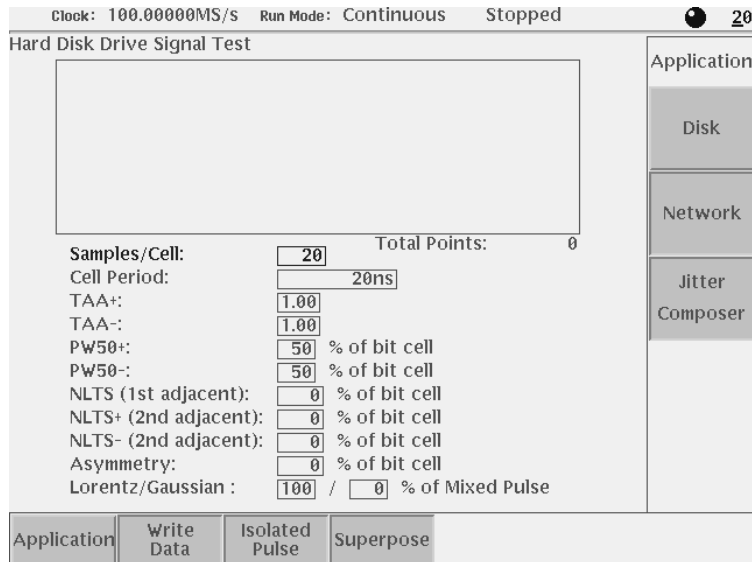 Clock: 100.00000MS/s Run Mode: Continuous Stopped 20
Hard Disk Drive Signal Test
Total Points: 0
Samples/Cell: 20
Cell Period: 20ns
TAA+: 1.00
TAA-: 1.00
PW50+: 50 % of bit cell
PW50-: 50 % of bit cell
NLTS (1st adjacent): 0 % of bit cell
NLTS+ (2nd adjacent): 0 % of bit cell
NLTS- (2nd adjacent): 0 % of bit cell
Asymmetry: 0 % of bit cell
Lorentz/Gaussian : 100 / 0 % of Mixed Pulse
Application
Disk
Network
Jitter
Composer
Application
Write
Data
Isolated
Pulse
Superpose